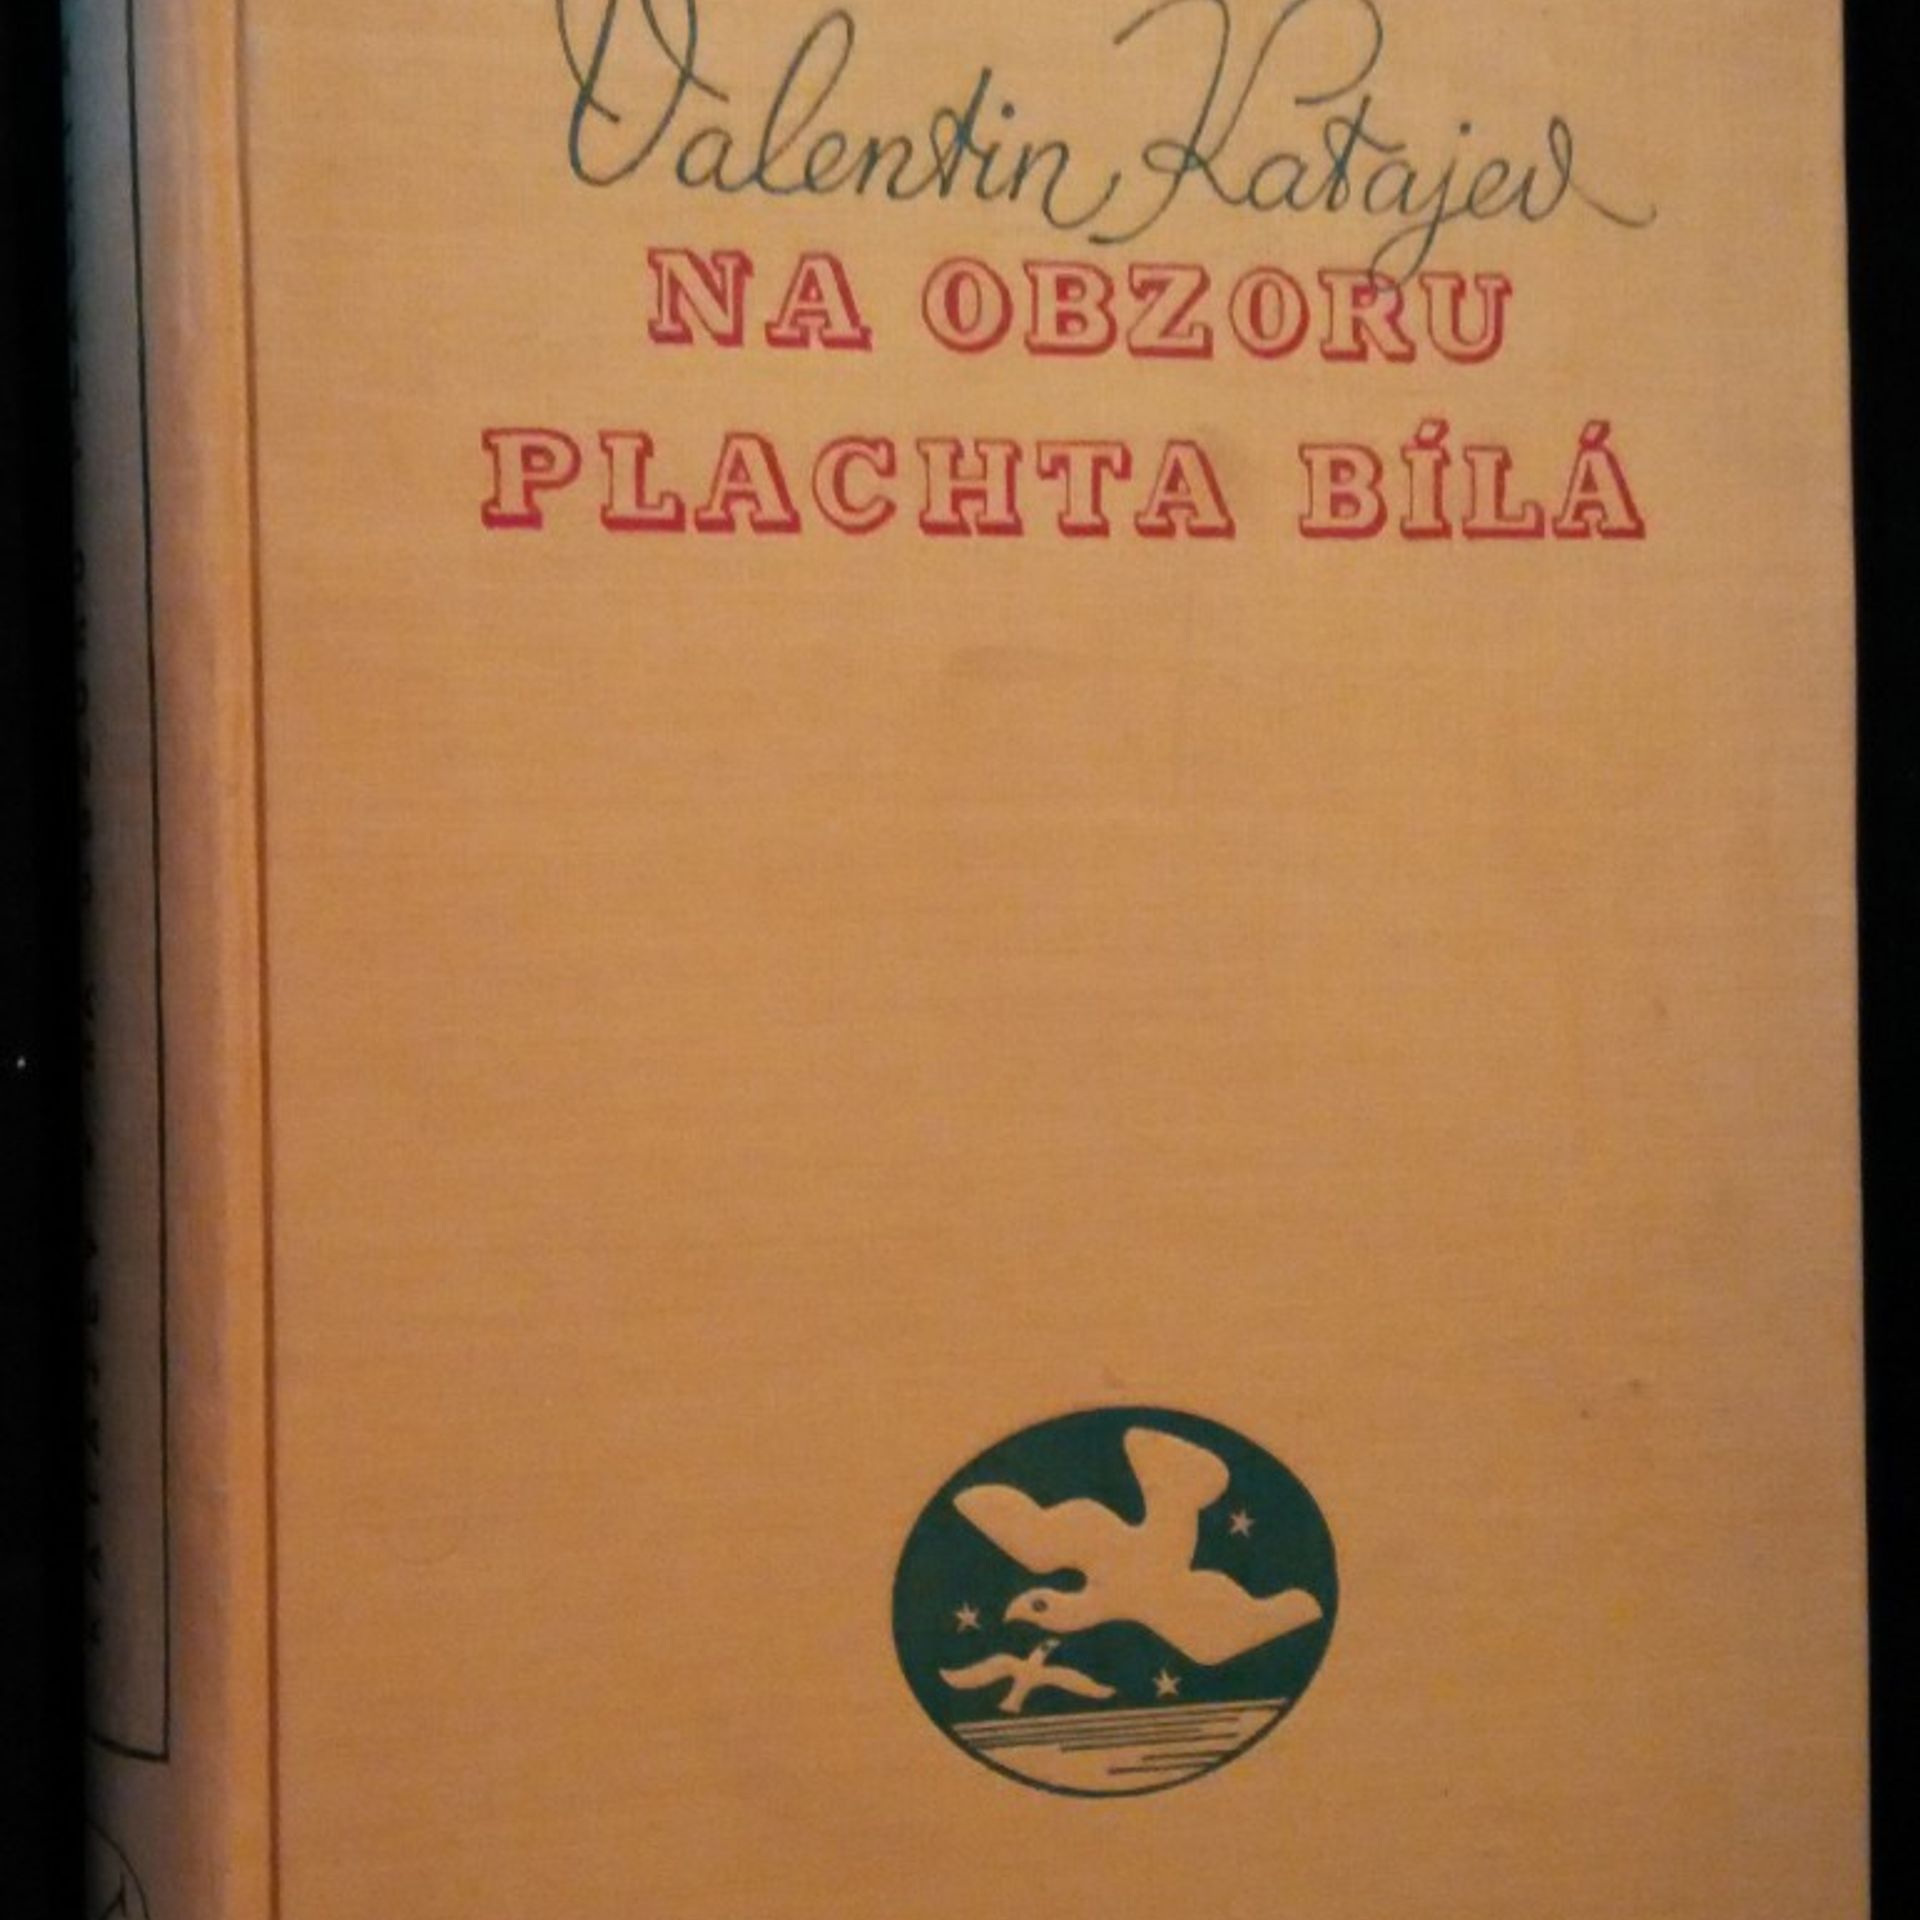 Valentin Katajev
NA OBZORU
PLACHTA BÍLÁ